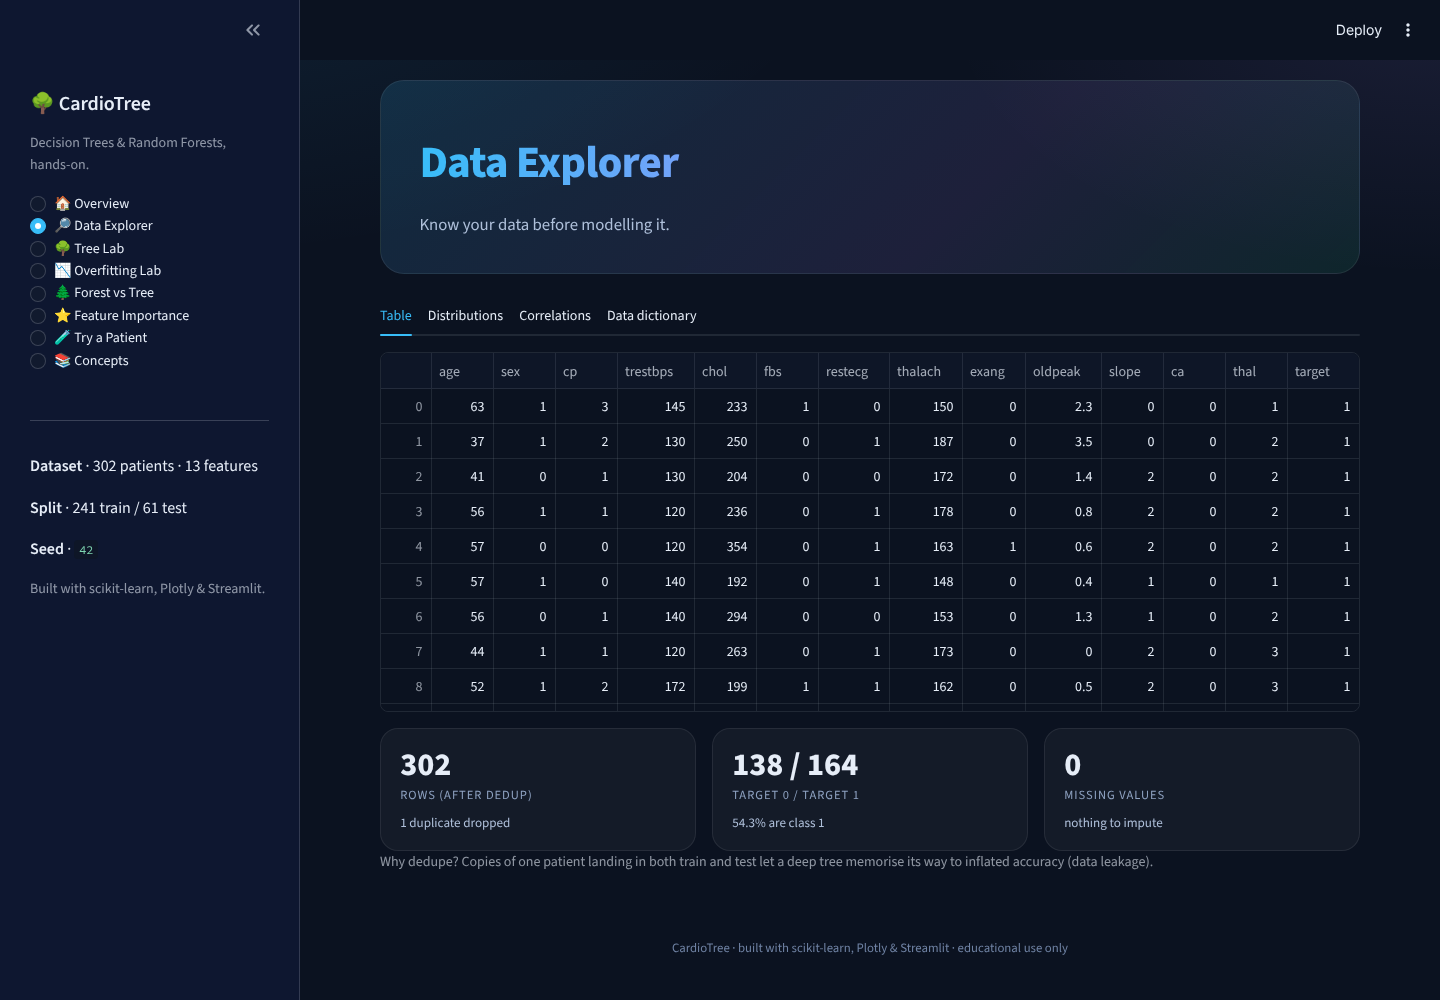 Deploy
🌳 CardioTree
Decision Trees & Random Forests,
hands-on.
🏠 Overview
🔎 Data Explorer
🌳 Tree Lab
📉 Overfitting Lab
🌲 Forest vs Tree
⭐ Feature Importance
🧪 Try a Patient
📚 Concepts
Dataset · 302 patients · 13 features
Split · 241 train / 61 test
Seed · 42
Built with scikit-learn, Plotly & Streamlit.
Data Explorer
Know your data before modelling it.
Table Distributions Correlations Data dictionary
age sex cp trestbps chol fbs restecg thalach exang oldpeak slope ca thal target
0 63 1 3 145 233 1 0 150 0 2.3 0 0 1 1
1 37 1 2 130 250 0 1 187 0 3.5 0 0 2 1
2 41 0 1 130 204 0 0 172 0 1.4 2 0 2 1
3 56 1 1 120 236 0 1 178 0 0.8 2 0 2 1
4 57 0 0 120 354 0 1 163 1 0.6 2 0 2 1
5 57 1 0 140 192 0 1 148 0 0.4 1 0 1 1
6 56 0 1 140 294 0 0 153 0 1.3 1 0 2 1
7 44 1 1 120 263 0 1 173 0 0 2 0 3 1
8 52 1 2 172 199 1 1 162 0 0.5 2 0 3 1
302
ROWS (AFTER DEDUP)
1 duplicate dropped
138 / 164
TARGET 0 / TARGET 1
54.3% are class 1
0
MISSING VALUES
nothing to impute
Why dedupe? Copies of one patient landing in both train and test let a deep tree memorise its way to inflated accuracy (data leakage).
CardioTree · built with scikit-learn, Plotly & Streamlit · educational use only